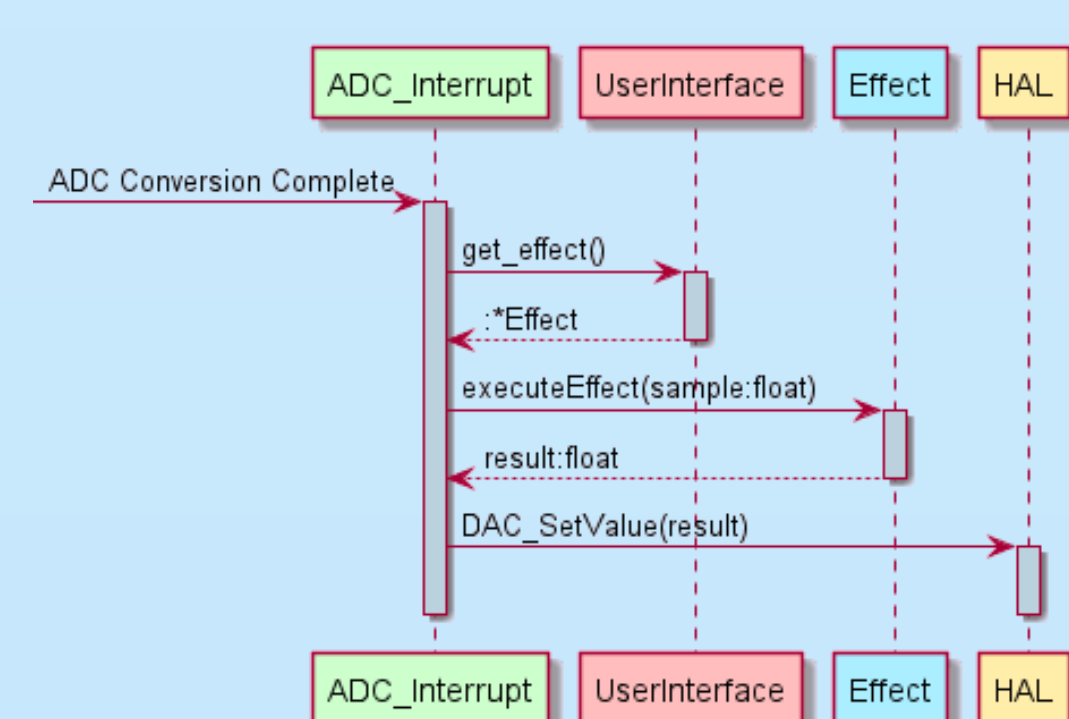 ADC_Interrupt UserInterface Effect HAL
ADC Conversion Complete
get_effect()
:*Effect
executeEffect(sample:float)
result:float
DAC_SetValue(result)
ADC_Interrupt UserInterface Effect HAL